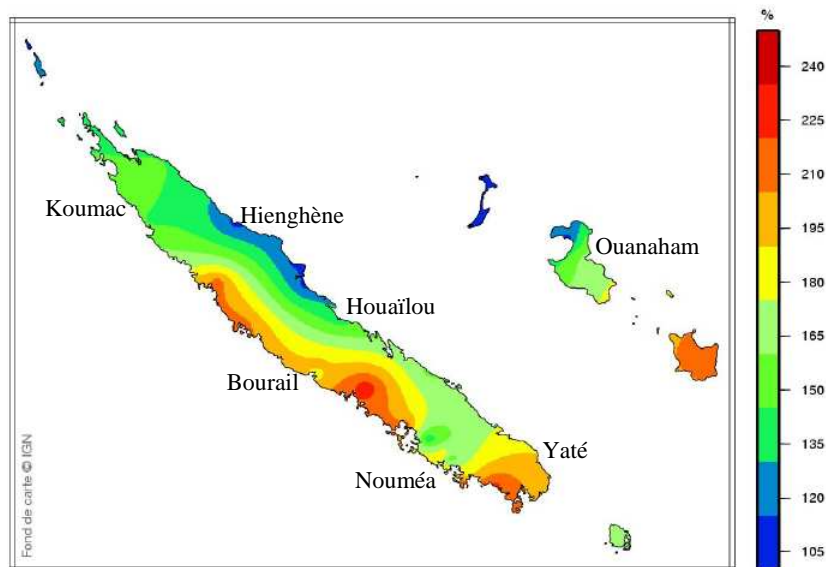 %
240
225
210
195
180
165
150
135
120
105
Koumac
Hienghène
Ouanaham
Houaïlou
Bourail
Yaté
Nouméa
Fond de carte © IGN